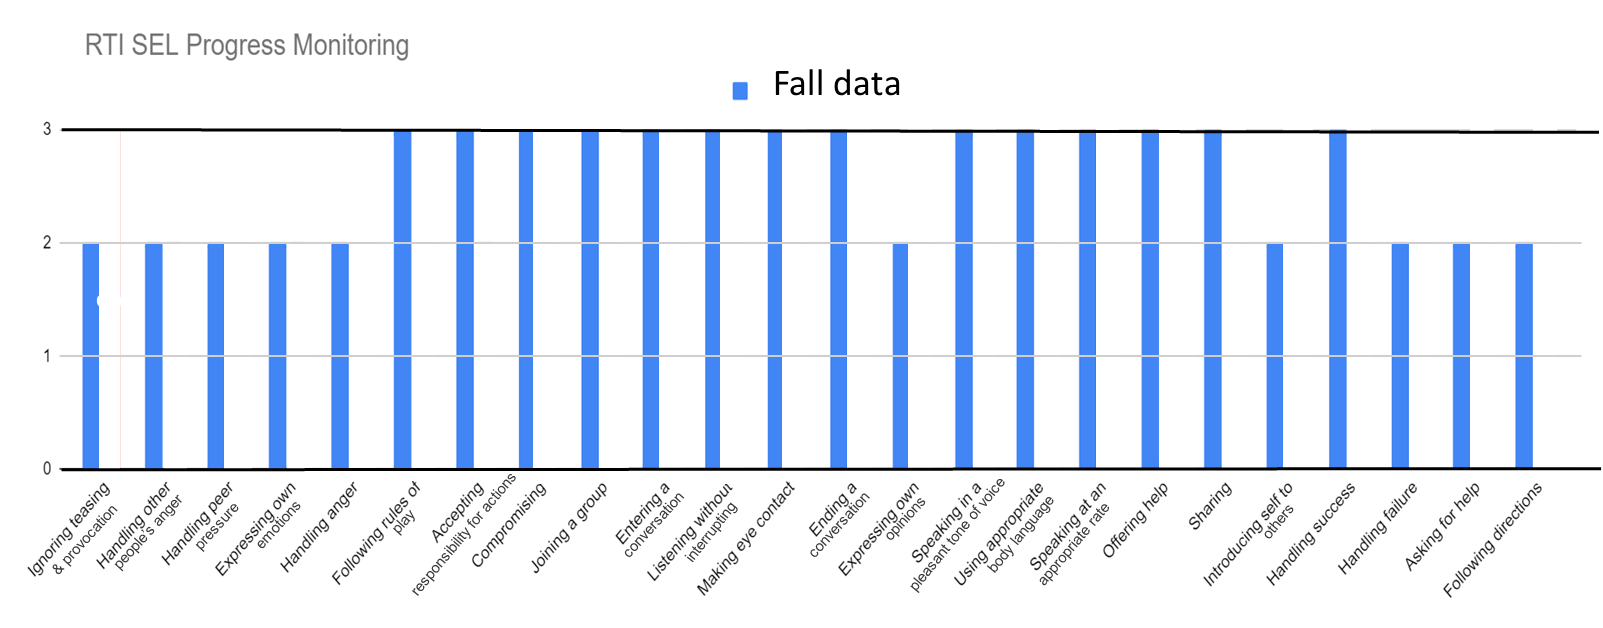 RTI SEL Progress Monitoring
Fall data
3
2
1
0
Ignoring teasing
& provocation
Handling other
people's anger
Handling peer
pressure
Expressing own
emotions
Handling anger
Following rules of
play
Accepting
responsibility for actions
Compromising
Joining a group
Entering a
conversation
Listening without
interrupting
Making eye contact
Ending a
conversation
Expressing own
opinions
Speaking in a
pleasant tone of voice
Using appropriate
body language
Speaking at an
appropriate rate
Offering help
Sharing
Introducing self to
others
Handling success
Handling failure
Asking for help
Following directions